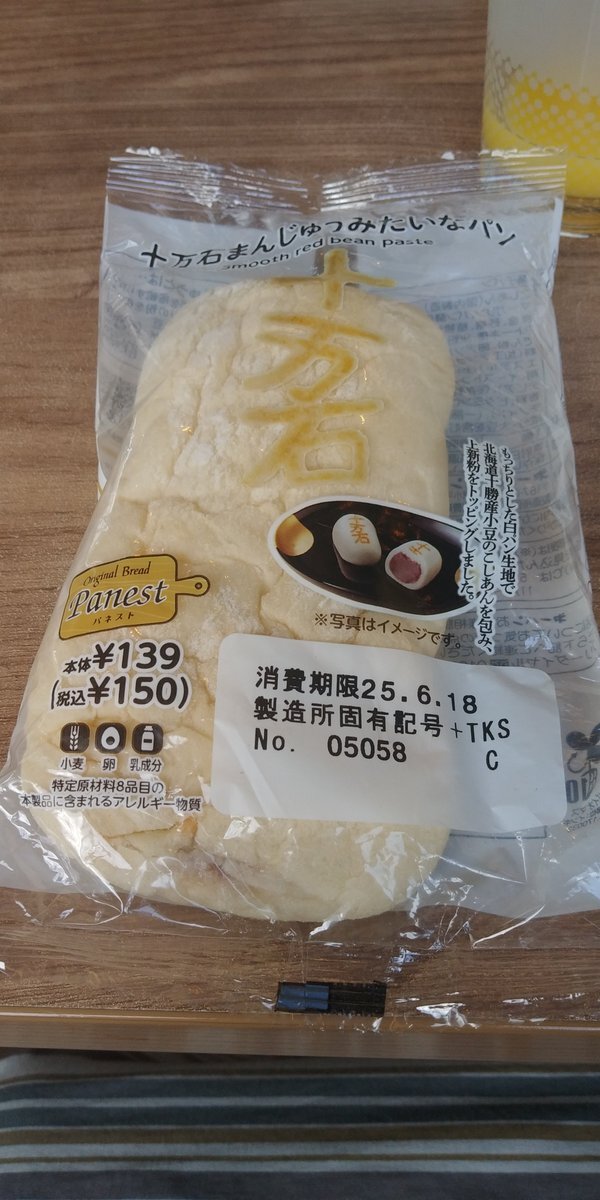 十万石まんじゅうみたいなパン
smooth red bean paste
十万石
もっちりとした白パン生地で
北海道十勝産小豆のこしあんを包み、
上新粉をトッピングしました。
十万石
※写真はイメージです。
Original Bread
Panest
パネスト
本体¥139
(税込¥150)
小麦 卵 乳成分
特定原材料8品目の
本製品に含まれるアレルギー物質
消費期限25.6.18
製造所固有記号+TKS
No. 05058 C